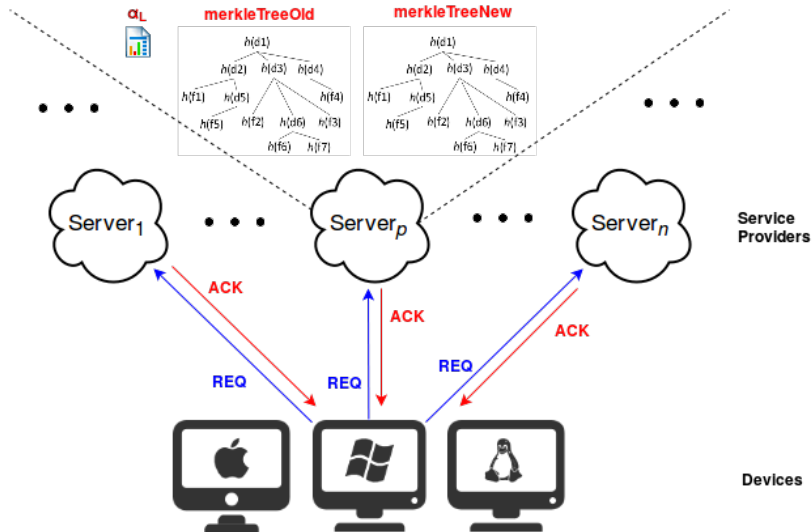 αL
merkleTreeOld
merkleTreeNew
h(d1)
h(d2) h(d3) h(d4)
h(f1) h(d5) h(f4)
h(f5) h(f2) h(d6) h(f3)
h(f6) h(f7)
h(d1)
h(d2) h(d3) h(d4)
h(f1) h(d5) h(f4)
h(f5) h(f2) h(d6) h(f3)
h(f6) h(f7)
Server1
Serverp
Servern
Service
Providers
ACK
ACK
ACK
REQ
REQ
REQ
Devices